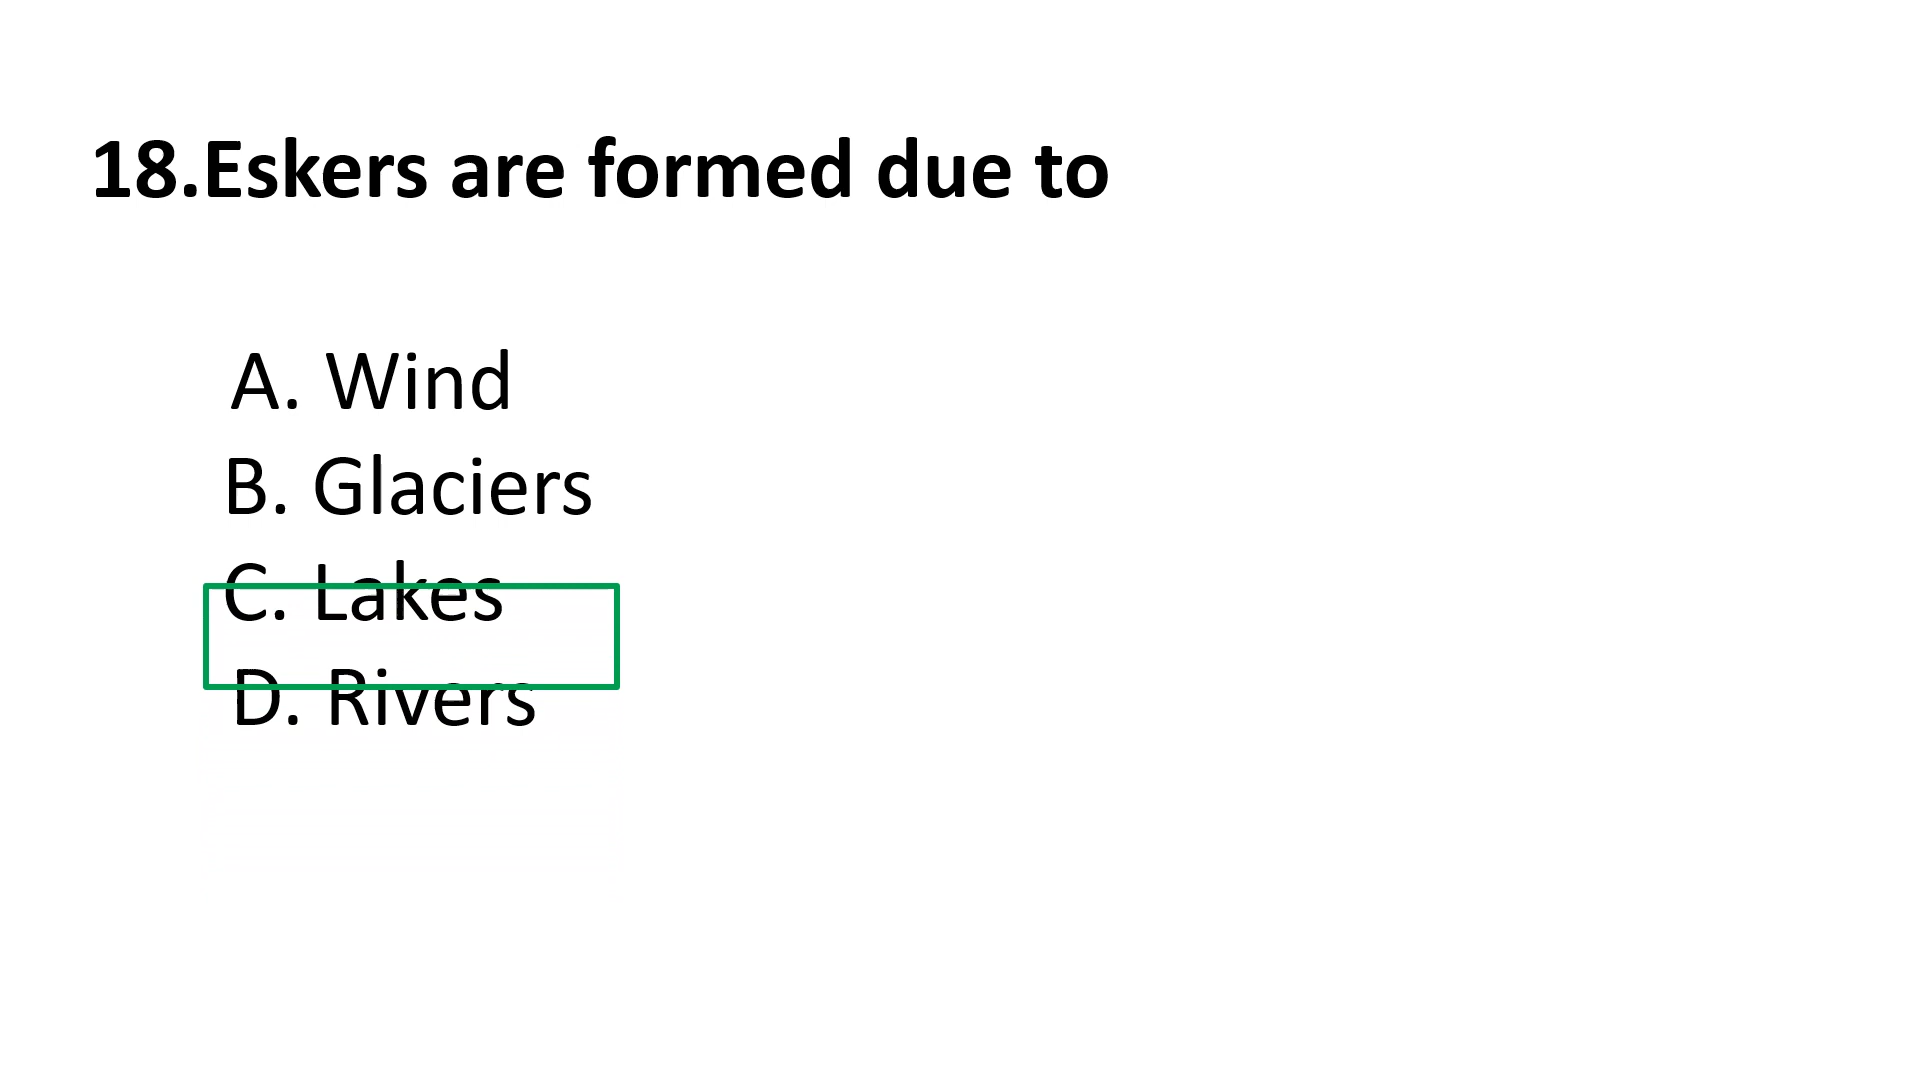 18.Eskers are formed due to
A. Wind
B. Glaciers
C. Lakes
D. Rivers